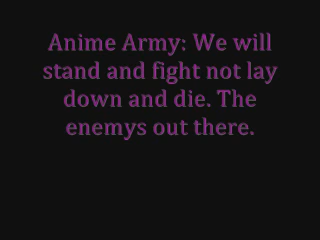 Anime Army: We will
stand and fight not lay
down and die. The
enemys out there.